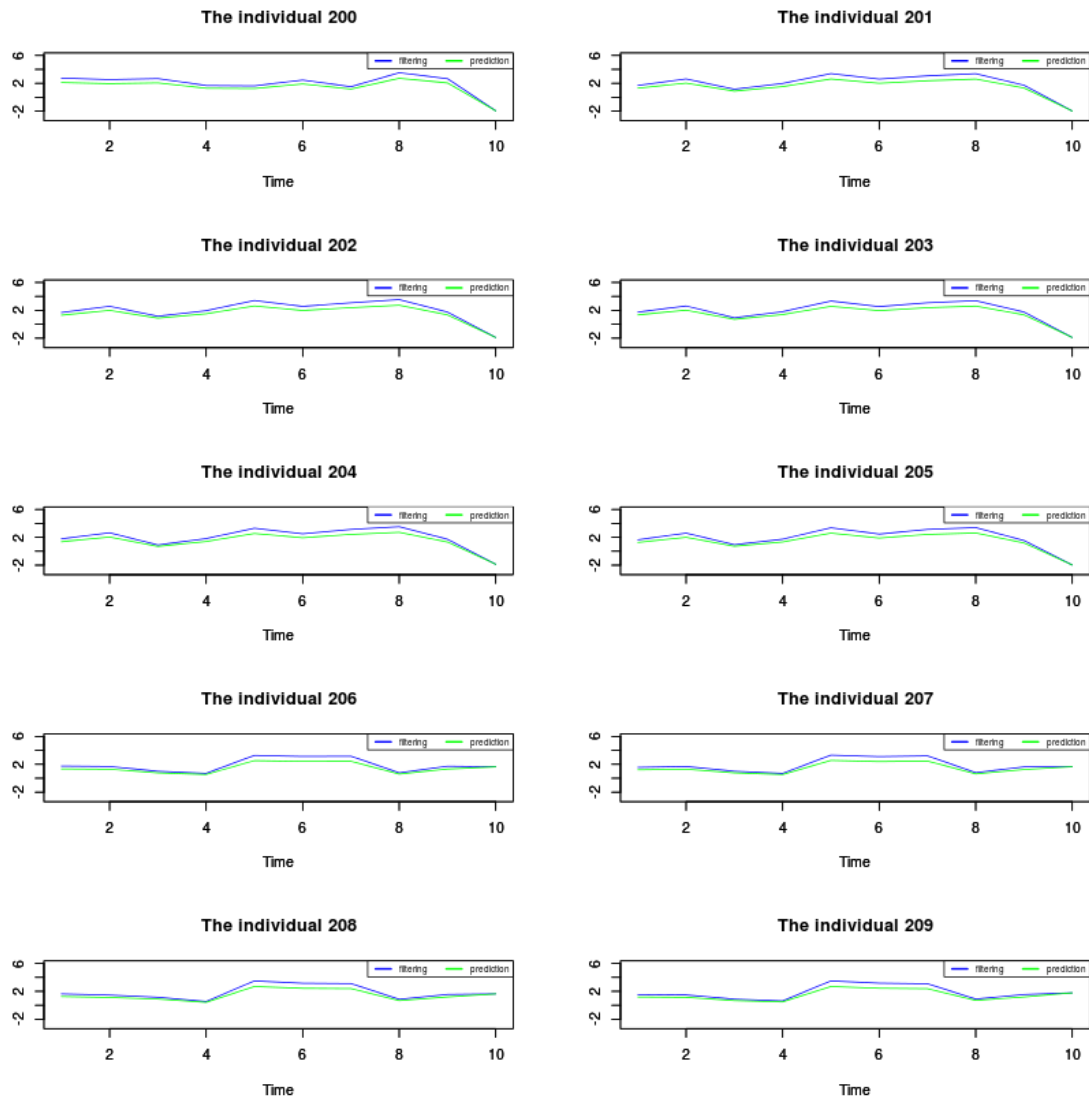 The individual 200
6
2
-2
filtering prediction
2 4 6 8 10
Time
The individual 201
6
2
-2
filtering prediction
2 4 6 8 10
Time
The individual 202
6
2
-2
filtering prediction
2 4 6 8 10
Time
The individual 203
6
2
-2
filtering prediction
2 4 6 8 10
Time
The individual 204
6
2
-2
filtering prediction
2 4 6 8 10
Time
The individual 205
6
2
-2
filtering prediction
2 4 6 8 10
Time
The individual 206
6
2
-2
filtering prediction
2 4 6 8 10
Time
The individual 207
6
2
-2
filtering prediction
2 4 6 8 10
Time
The individual 208
6
2
-2
filtering prediction
2 4 6 8 10
Time
The individual 209
6
2
-2
filtering prediction
2 4 6 8 10
Time